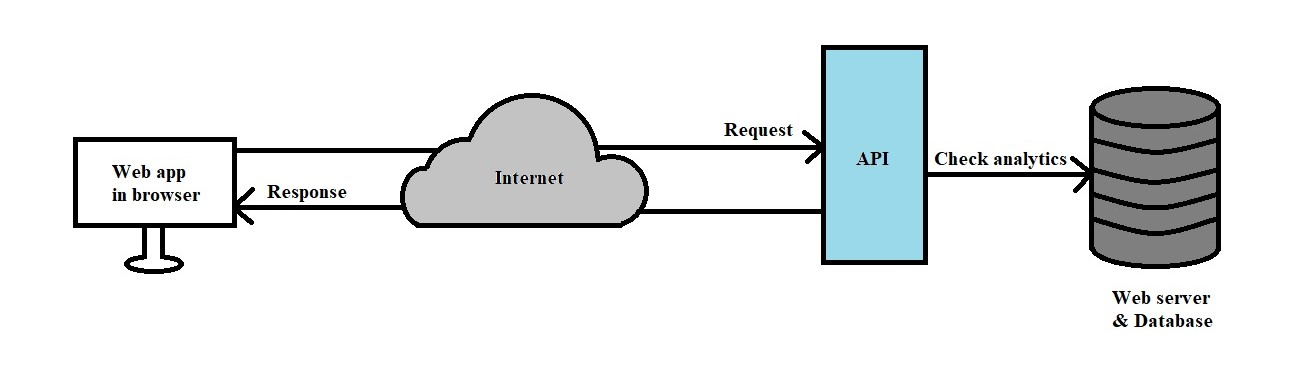 Web app
in browser
Response
Internet
Request
API
Check analytics
Web server
& Database